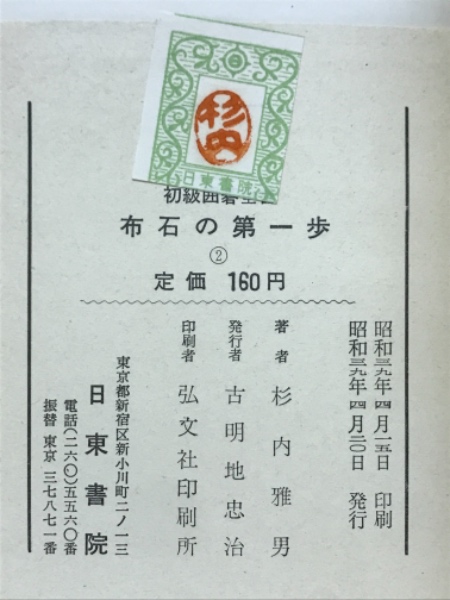 日東書院
杉内
初級囲碁全
布石の第一歩
②
定価 160円
昭和三九年四月一五日 印刷
昭和三九年四月二〇日 発行
著者 杉内雅男
発行者 古明地忠治
印刷者 弘文社印刷所
東京都新宿区新小川町二ノ一三
日東書院
電話(二六〇)五五六〇番
振替 東京 三七八七一番